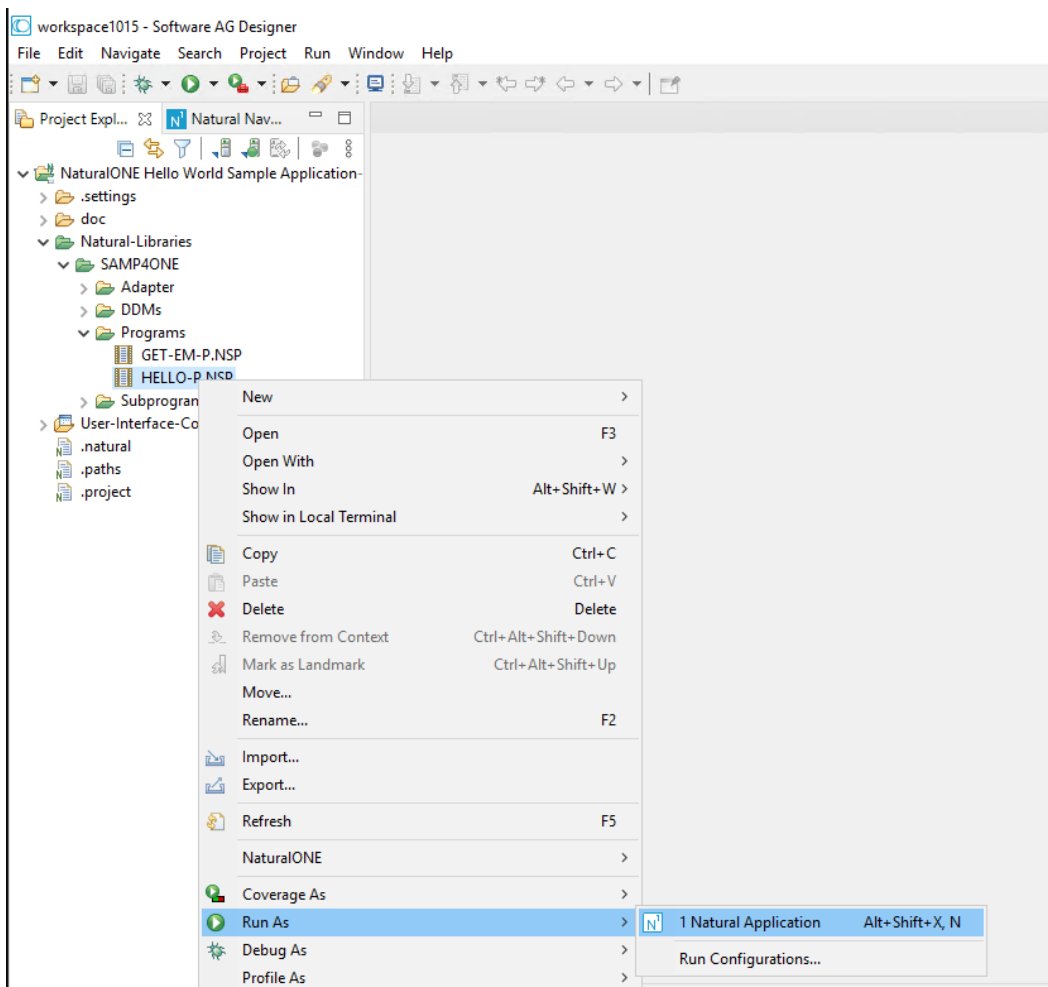 workspace1015 - Software AG Designer
File Edit Navigate Search Project Run Window Help
Project Expl... Natural Nav...
NaturalONE Hello World Sample Application-
.settings
doc
Natural-Libraries
SAMP4ONE
Adapter
DDMs
Programs
GET-EM-P.NSP
HELLO-P.NSP
Subprogran
User-Interface-Co
.natural
.paths
.project
New
Open F3
Open With
Show In Alt+Shift+W
Show in Local Terminal
Copy Ctrl+C
Paste Ctrl+V
Delete Delete
Remove from Context Ctrl+Alt+Shift+Down
Mark as Landmark Ctrl+Alt+Shift+Up
Move...
Rename... F2
Import...
Export...
Refresh F5
NaturalONE
Coverage As
Run As
1 Natural Application Alt+Shift+X, N
Debug As
Run Configurations...
Profile As